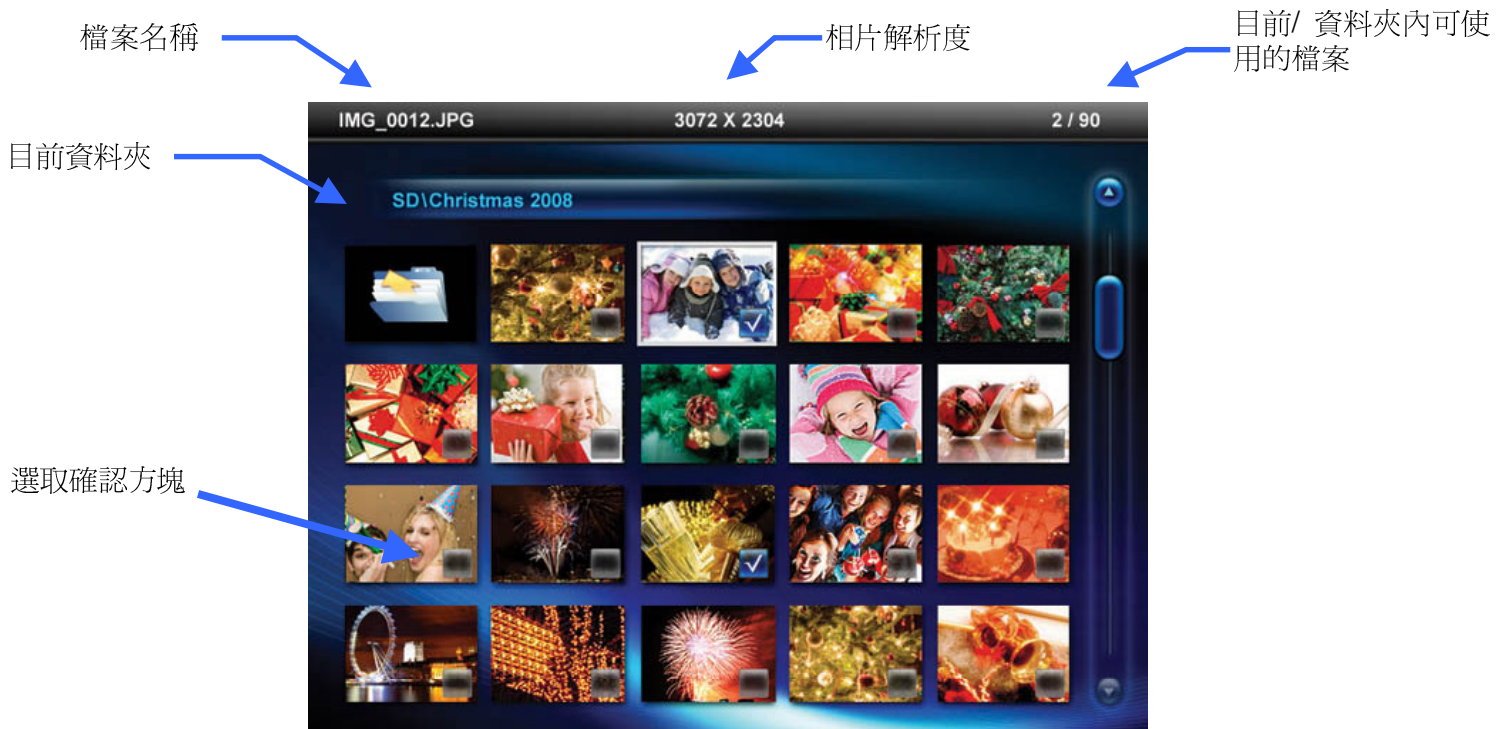 檔案名稱
相片解析度
目前/ 資料夾內可使
用的檔案
IMG_0012.JPG
3072 X 2304
2 / 90
目前資料夾
SD\Christmas 2008
選取確認方塊